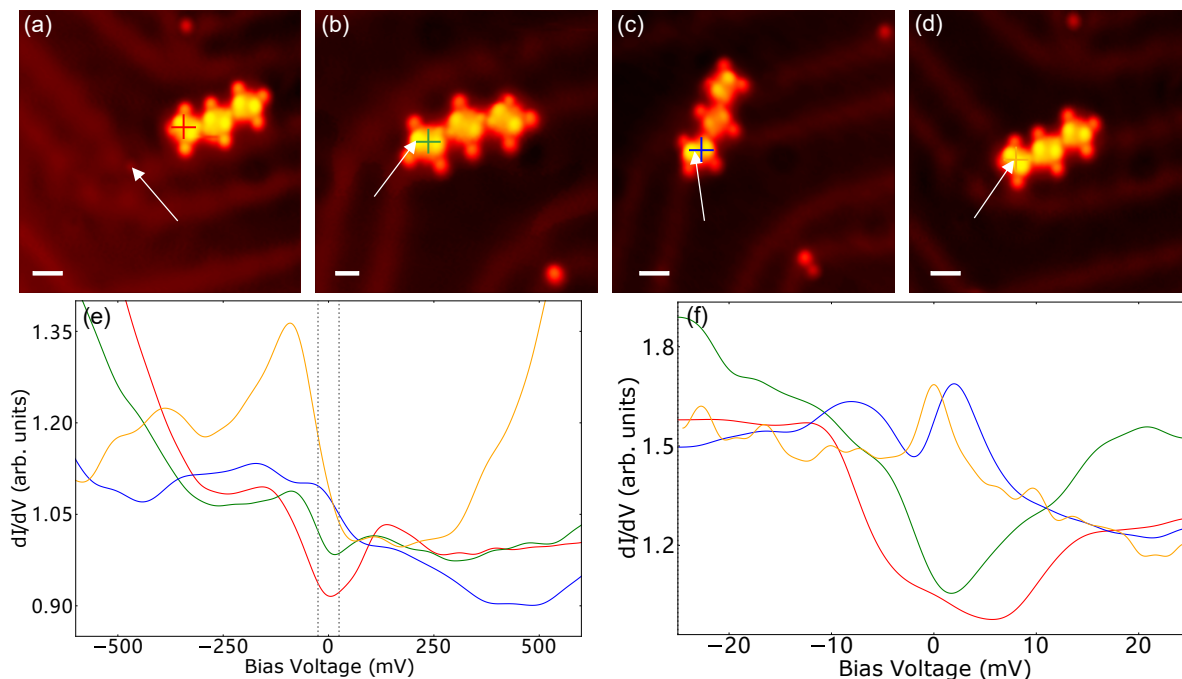 (a)
(b)
(c)
(d)
(e)
1.35
1.20
1.05
0.90
dI/dV (arb. units)
−500
−250
0
250
500
Bias Voltage (mV)
(f)
1.8
1.5
1.2
dI/dV (arb. units)
−20
−10
0
10
20
Bias Voltage (mV)